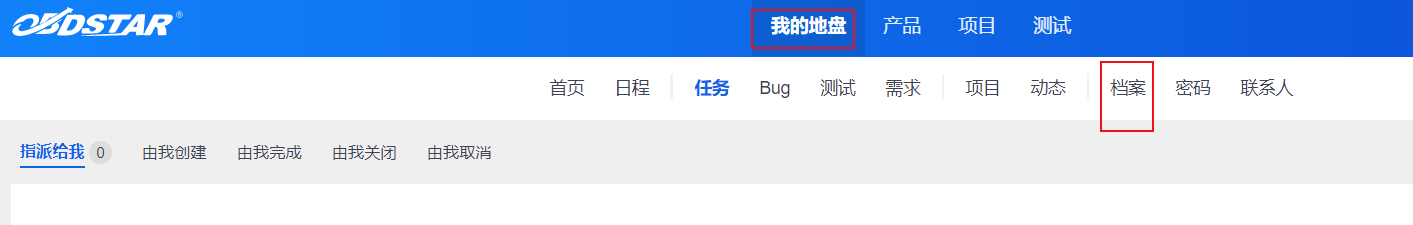 OBDSTAR® 我的地盘 产品 项目 测试
首页 日程 任务 Bug 测试 需求 项目 动态 档案 密码 联系人
指派给我 0 由我创建 由我完成 由我关闭 由我取消